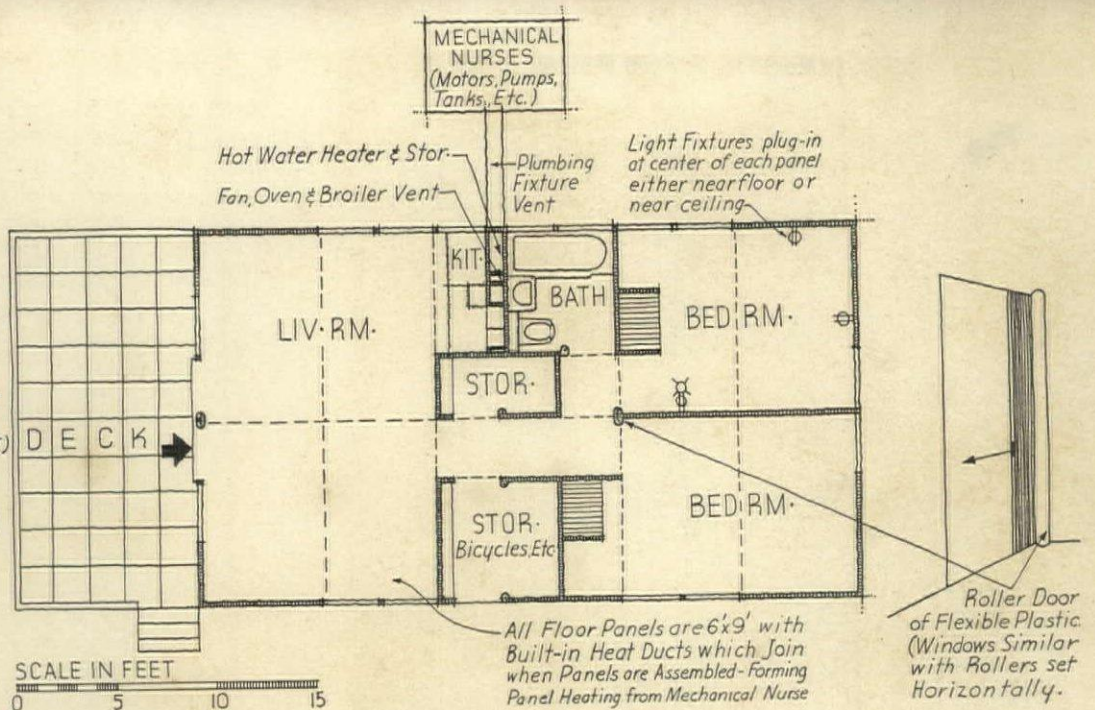 MECHANICAL
NURSES
(Motors, Pumps,
Tanks, Etc.)
Hot Water Heater & Stor.
Fan, Oven & Broiler Vent
Plumbing
Fixture
Vent
Light Fixtures plug-in
at center of each panel
either near floor or
near ceiling
KIT.
BATH
LIV·RM·
BED RM·
STOR·
DECK
STOR·
Bicycles, Etc
BED RM·
All Floor Panels are 6'x9' with
Built-in Heat Ducts which Join
when Panels are Assembled-Forming
Panel Heating from Mechanical Nurse
Roller Door
of Flexible Plastic.
(Windows Similar
with Rollers set
Horizontally.
SCALE IN FEET
0 5 10 15